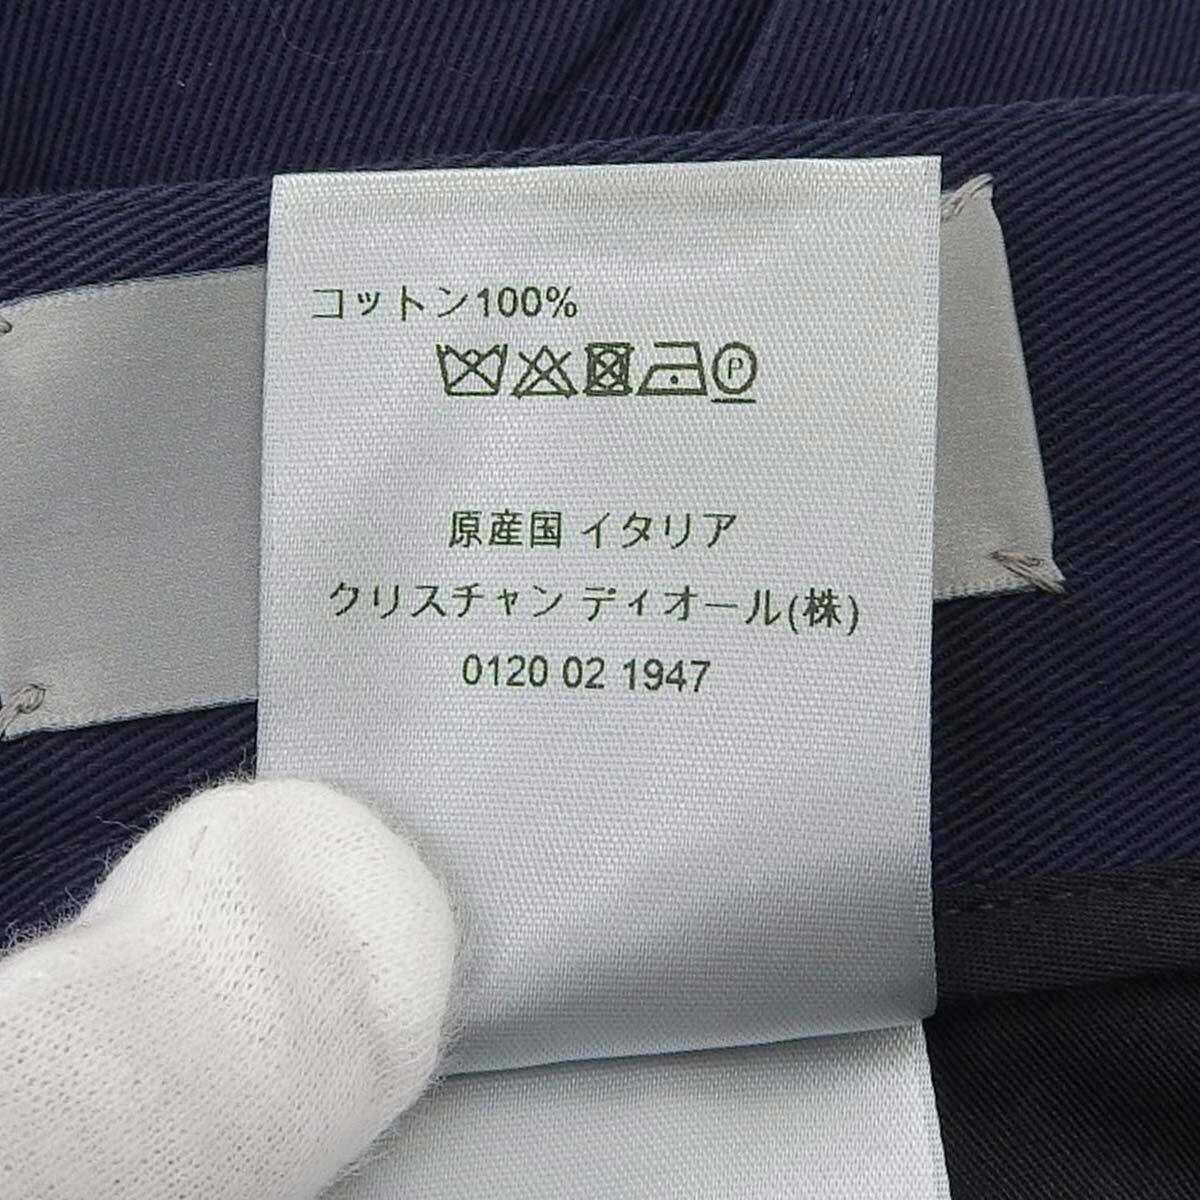 コットン100%
P
原産国 イタリア
クリスチャン ディオール(株)
0120 02 1947